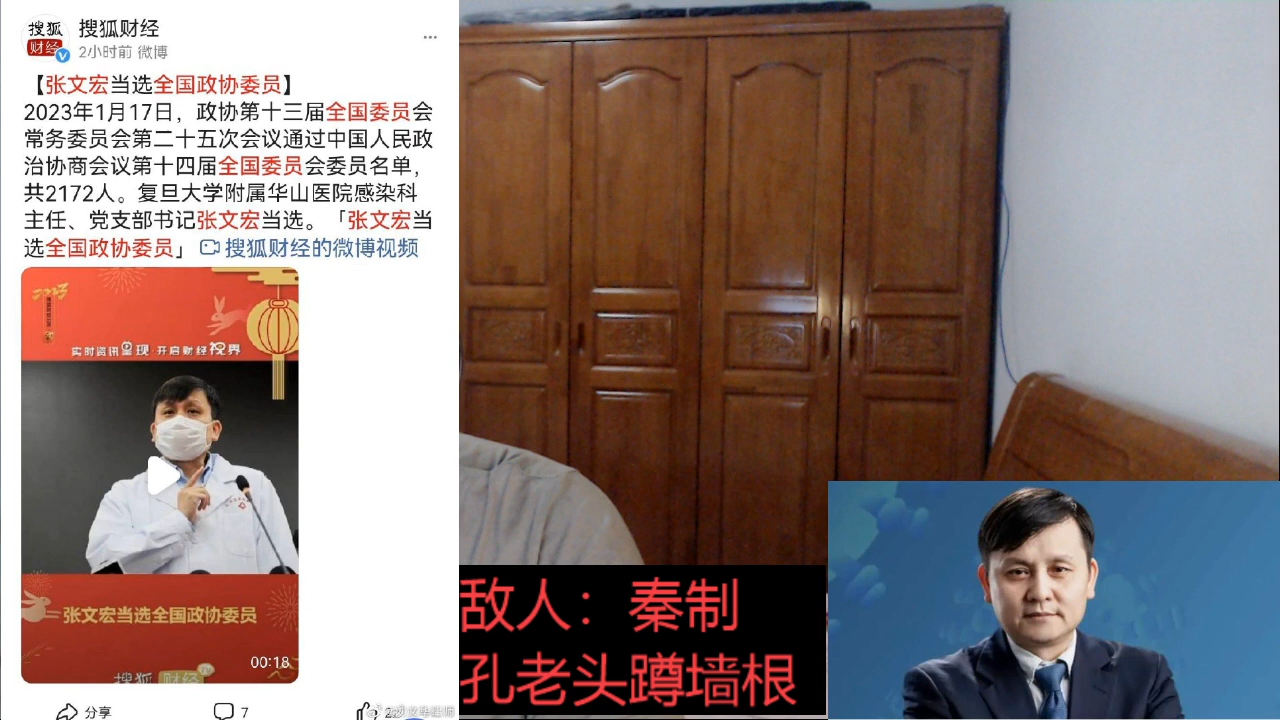 搜狐
财经
搜狐财经
2小时前 微博
【张文宏当选全国政协委员】
2023年1月17日，政协第十三届全国委员会
常务委员会第二十五次会议通过中国人民政
治协商会议第十四届全国委员会委员名单，
共2172人。复旦大学附属华山医院感染科
主任、党支部书记张文宏当选。「张文宏当
选全国政协委员」 搜狐财经的微博视频
2023
实时资讯呈现 开启财经视界
张文宏当选全国政协委员
00:18
搜狐 财经 TV
分享
7
敌人：秦制
孔老头蹲墙根